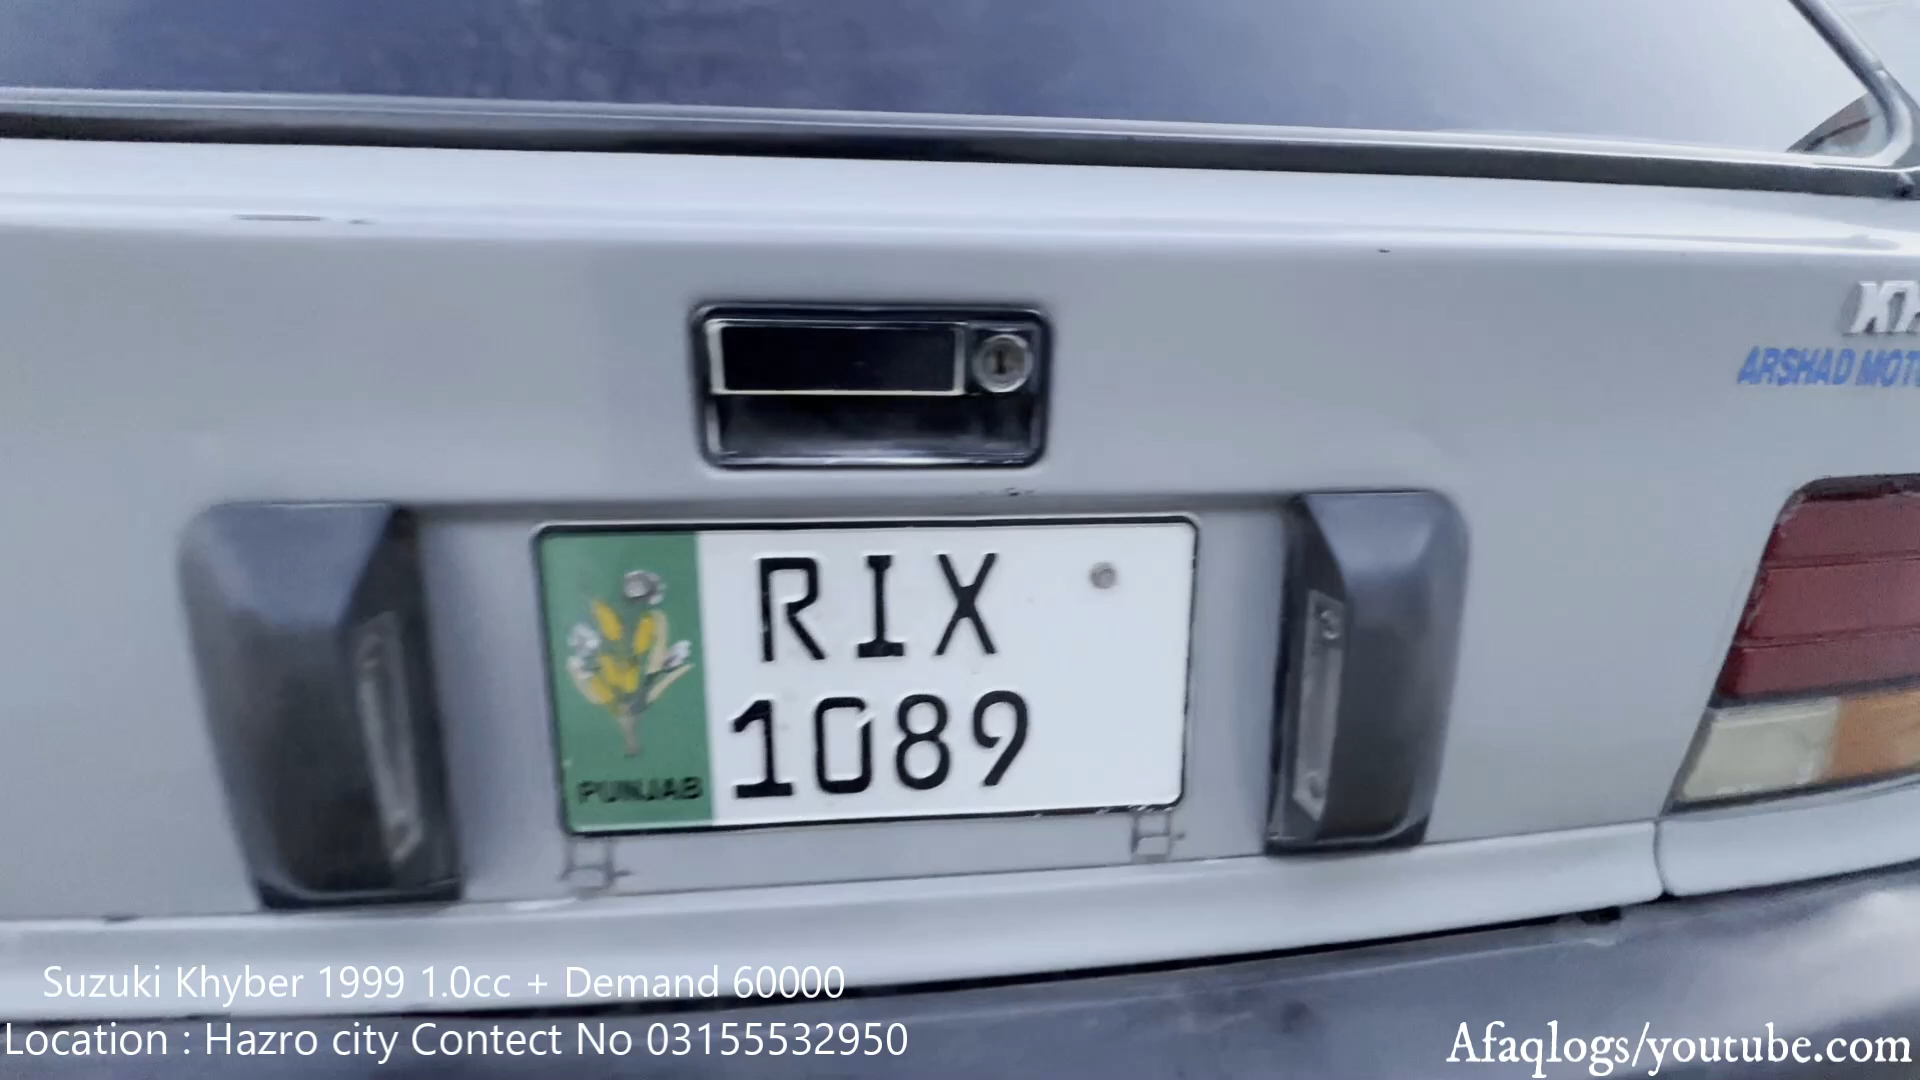 ARSHAD
RIX
1089
PUNJAB
Suzuki Khyber 1999 1.0cc + Demand 60000
Location : Hazro city Contect No 03155532950
Afaqlogs/youtube.com